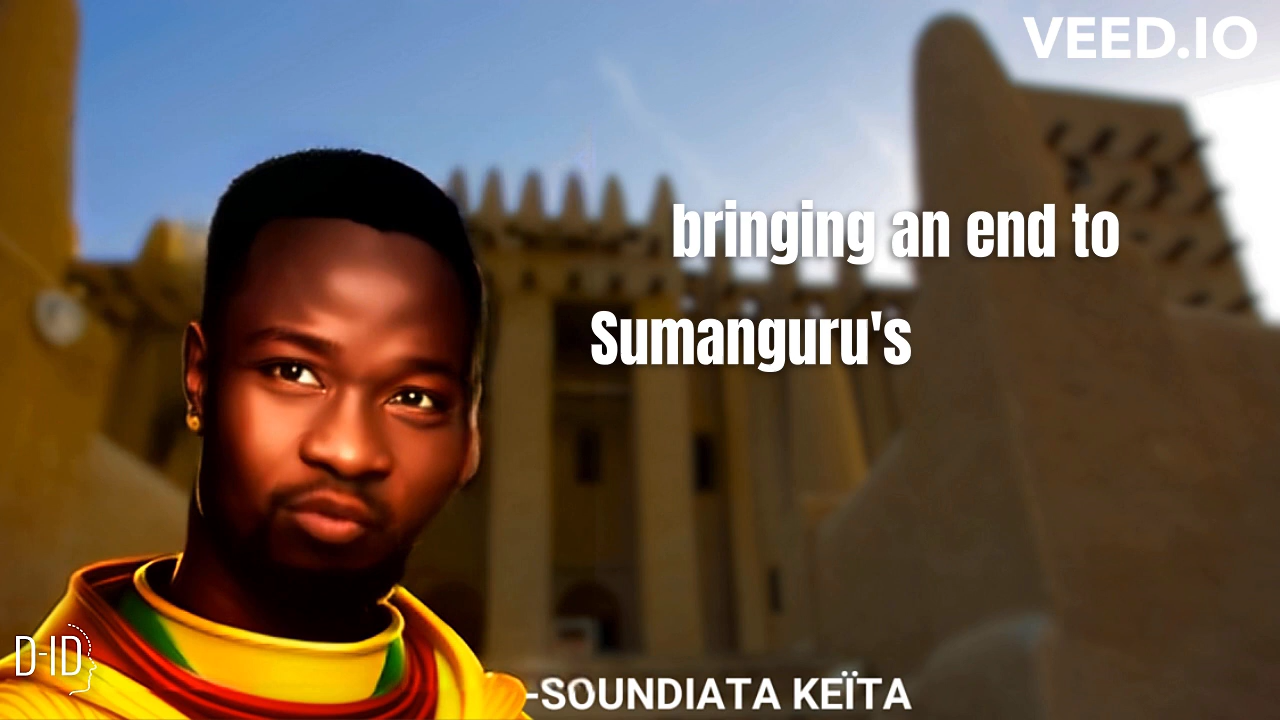 VEED.IO
bringing an end to
Sumanguru's
D-ID
-SOUNDIATA KEÏTA